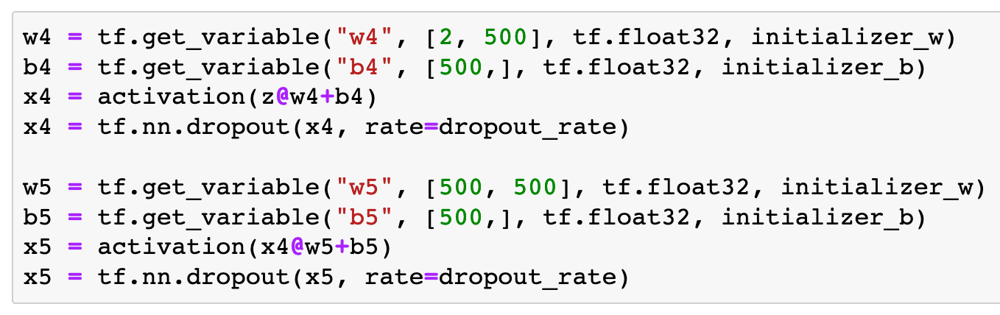 w4 = tf.get_variable("w4", [2, 500], tf.float32, initializer_w)
b4 = tf.get_variable("b4", [500,], tf.float32, initializer_b)
x4 = activation(z@w4+b4)
x4 = tf.nn.dropout(x4, rate=dropout_rate)
w5 = tf.get_variable("w5", [500, 500], tf.float32, initializer_w)
b5 = tf.get_variable("b5", [500,], tf.float32, initializer_b)
x5 = activation(x4@w5+b5)
x5 = tf.nn.dropout(x5, rate=dropout_rate)